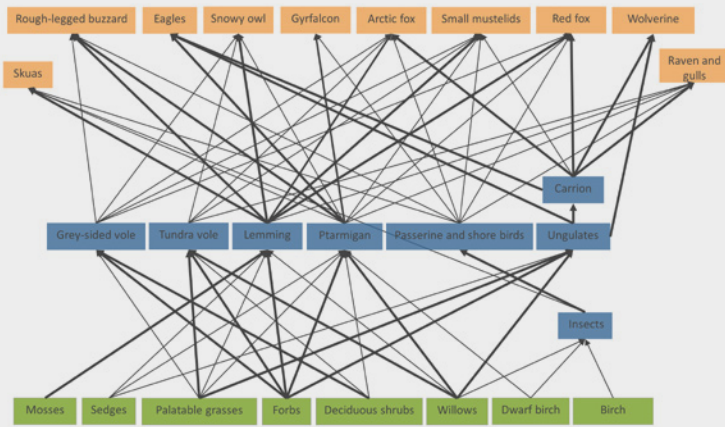 Rough-legged buzzard
Eagles
Snowy owl
Gyrfalcon
Arctic fox
Small mustelids
Red fox
Wolverine
Skuas
Raven and
gulls
Carrion
Grey-sided vole
Tundra vole
Lemming
Ptarmigan
Passerine and shore birds
Ungulates
Insects
Mosses
Sedges
Palatable grasses
Forbs
Deciduous shrubs
Willows
Dwarf birch
Birch